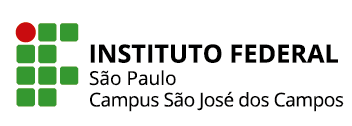 INSTITUTO FEDERAL
São Paulo
Campus São José dos Campos